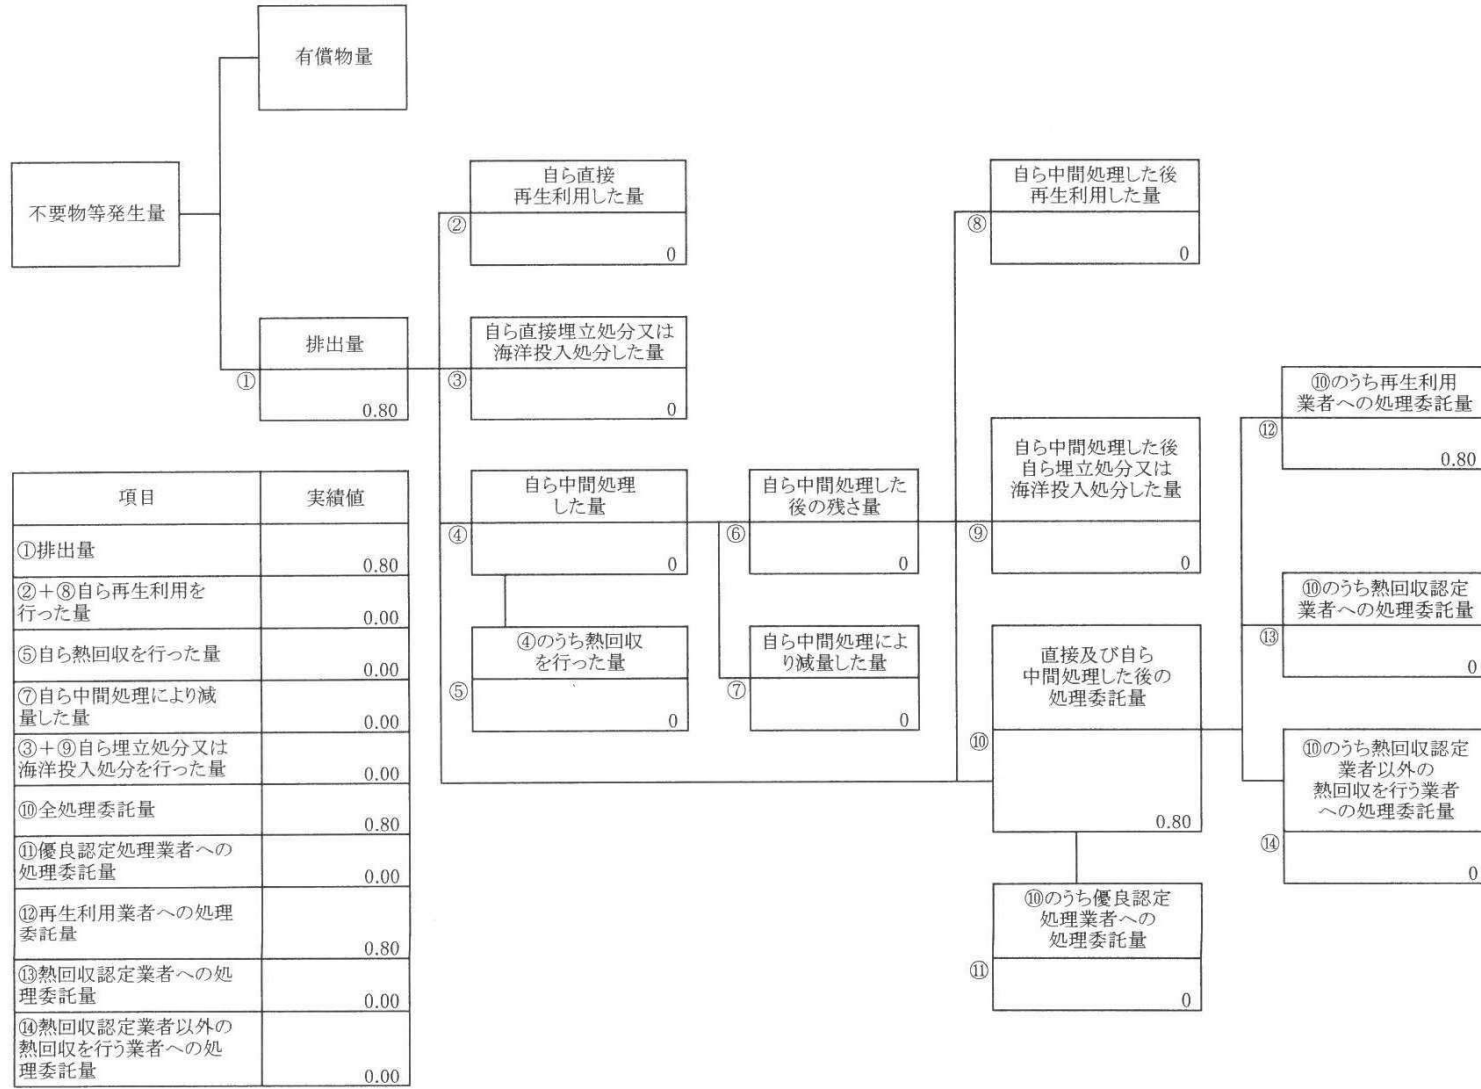 有償物量
不要物等発生量
自ら直接
再生利用した量
②
0
自ら中間処理した後
再生利用した量
⑧
0
排出量
①
0.80
自ら直接埋立処分又は
海洋投入処分した量
③
0
⑩のうち再生利用
業者への処理委託量
⑫
0.80
自ら中間処理
した量
④
0
自ら中間処理した
後の残さ量
⑥
0
自ら中間処理した後
自ら埋立処分又は
海洋投入処分した量
⑨
0
⑩のうち熱回収認定
業者への処理委託量
⑬
0
④のうち熱回収
を行った量
⑤
0
自ら中間処理によ
り減量した量
⑦
0
直接及び自ら
中間処理した後の
処理委託量
⑩
0.80
⑩のうち熱回収認定
業者以外の
熱回収を行う業者
への処理委託量
⑭
0
⑩のうち優良認定
処理業者への
処理委託量
⑪
0
項目 実績値
①排出量 0.80
②+⑧自ら再生利用を
行った量 0.00
⑤自ら熱回収を行った量 0.00
⑦自ら中間処理により減
量した量 0.00
③+⑨自ら埋立処分又は
海洋投入処分を行った量 0.00
⑩全処理委託量 0.80
⑪優良認定処理業者への
処理委託量 0.00
⑫再生利用業者への処理
委託量 0.80
⑬熱回収認定業者への処
理委託量 0.00
⑭熱回収認定業者以外の
熱回収を行う業者への処
理委託量 0.00